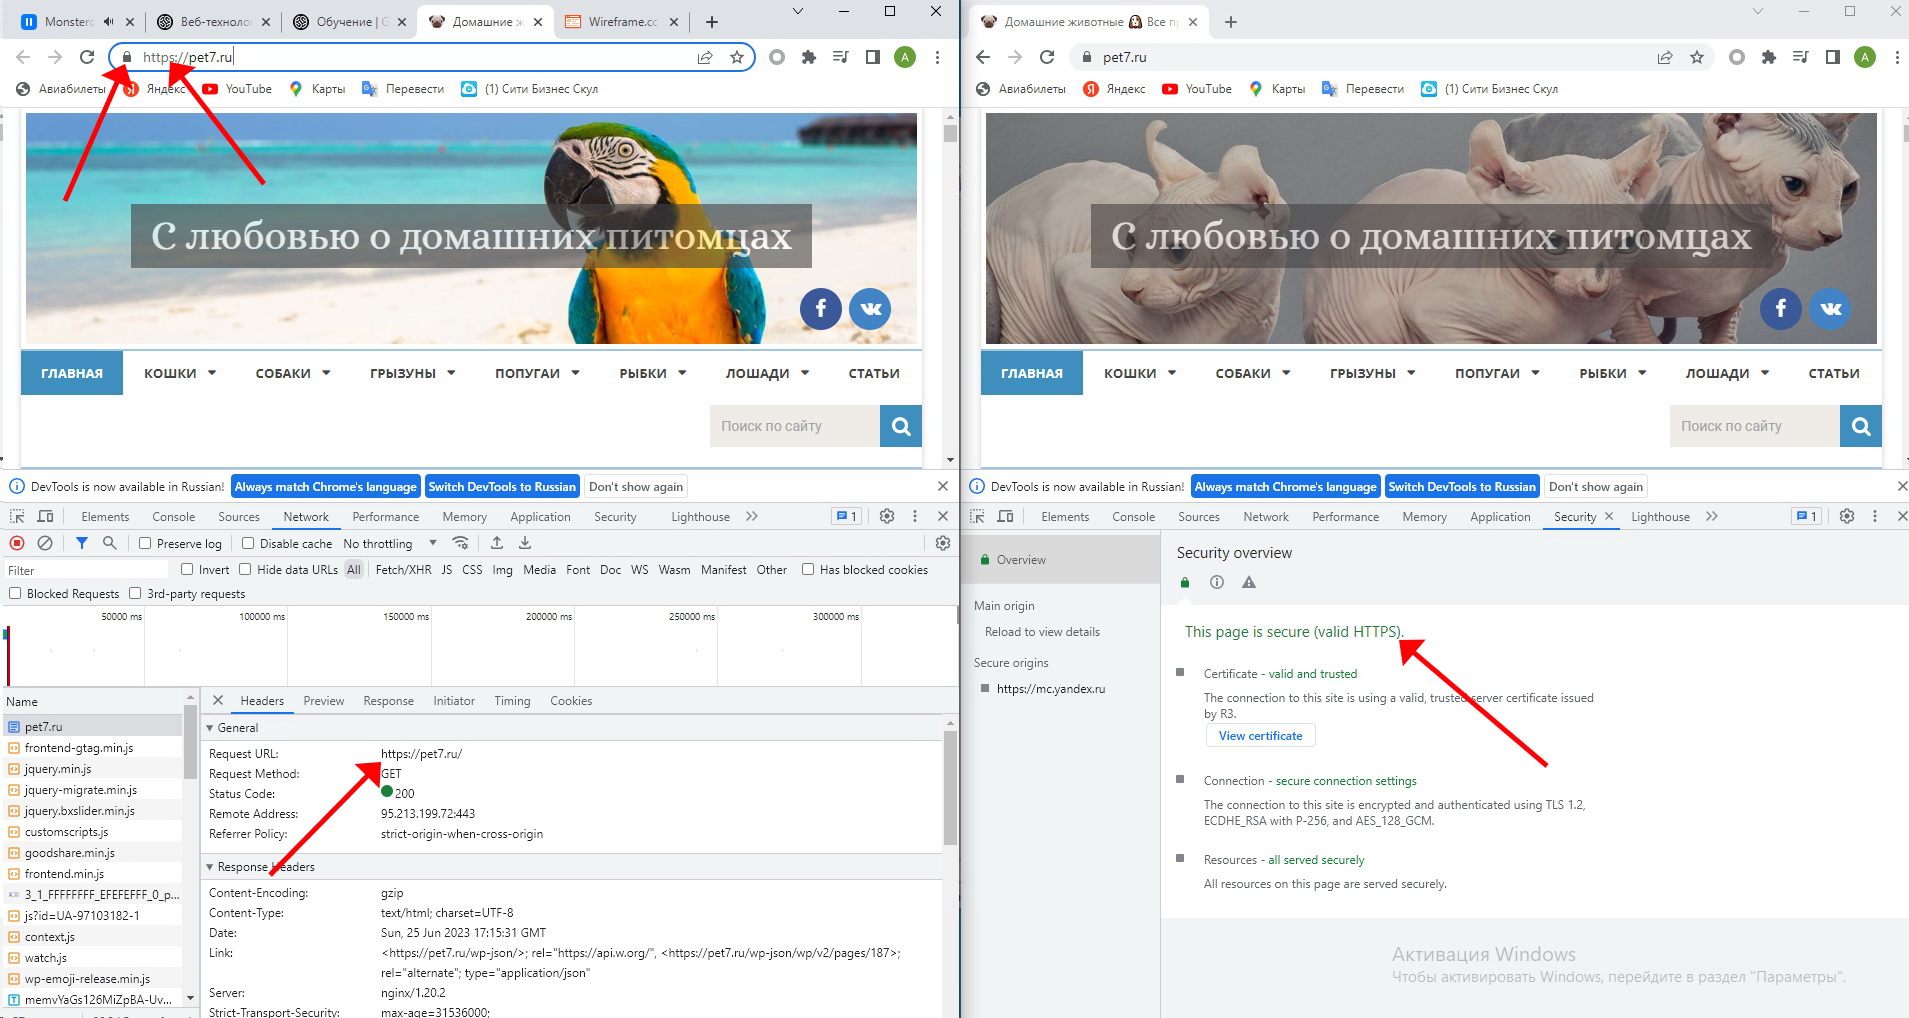 Monsterc
Веб-техноло
Обучение | G
Домашние ж
Wireframe.cc
https://pet7.ru
A
Авиабилеты
Яндекс
YouTube
Карты
Перевести
(1) Сити Бизнес Скул
С любовью о домашних питомцах
ГЛАВНАЯ
КОШКИ
СОБАКИ
ГРЫЗУНЫ
ПОПУГАИ
РЫБКИ
ЛОШАДИ
СТАТЬИ
Поиск по сайту
DevTools is now available in Russian!
Always match Chrome's language
Switch DevTools to Russian
Don't show again
Elements
Console
Sources
Network
Performance
Memory
Application
Security
Lighthouse
1
Preserve log
Disable cache
No throttling
Filter
Invert
Hide data URLs
All
Fetch/XHR
JS
CSS
Img
Media
Font
Doc
WS
Wasm
Manifest
Other
Has blocked cookies
Blocked Requests
3rd-party requests
50000 ms
100000 ms
150000 ms
200000 ms
250000 ms
300000 ms
Name
pet7.ru
frontend-gtag.min.js
jquery.min.js
jquery-migrate.min.js
jquery.bxslider.min.js
customscripts.js
goodshare.min.js
frontend.min.js
3_1_FFFFFFFF_EFEFEFFF_0_p...
js?id=UA-97103182-1
context.js
watch.js
wp-emoji-release.min.js
memvYaGs126MiZpBA-Uv...
Headers
Preview
Response
Initiator
Timing
Cookies
General
Request URL: https://pet7.ru/
Request Method: GET
Status Code: 200
Remote Address: 95.213.199.72:443
Referrer Policy: strict-origin-when-cross-origin
Response Headers
Content-Encoding: gzip
Content-Type: text/html; charset=UTF-8
Date: Sun, 25 Jun 2023 17:15:31 GMT
Link: <https://pet7.ru/wp-json/>; rel="https://api.w.org/", <https://pet7.ru/wp-json/wp/v2/pages/187>;
rel="alternate"; type="application/json"
Server: nginx/1.20.2
Strict-Transport-Security: max-age=31536000;
Домашние животные Все пр
pet7.ru
A
Авиабилеты
Яндекс
YouTube
Карты
Перевести
(1) Сити Бизнес Скул
С любовью о домашних питомцах
ГЛАВНАЯ
КОШКИ
СОБАКИ
ГРЫЗУНЫ
ПОПУГАИ
РЫБКИ
ЛОШАДИ
СТАТЬИ
Поиск по сайту
DevTools is now available in Russian!
Always match Chrome's language
Switch DevTools to Russian
Don't show again
Elements
Console
Sources
Network
Performance
Memory
Application
Security
Lighthouse
1
Overview
Main origin
Reload to view details
Secure origins
https://mc.yandex.ru
Security overview
This page is secure (valid HTTPS).
Certificate - valid and trusted
The connection to this site is using a valid, trusted server certificate issued
by R3.
View certificate
Connection - secure connection settings
The connection to this site is encrypted and authenticated using TLS 1.2,
ECDHE_RSA with P-256, and AES_128_GCM.
Resources - all served securely
All resources on this page are served securely.
Активация Windows
Чтобы активировать Windows, перейдите в раздел "Параметры".